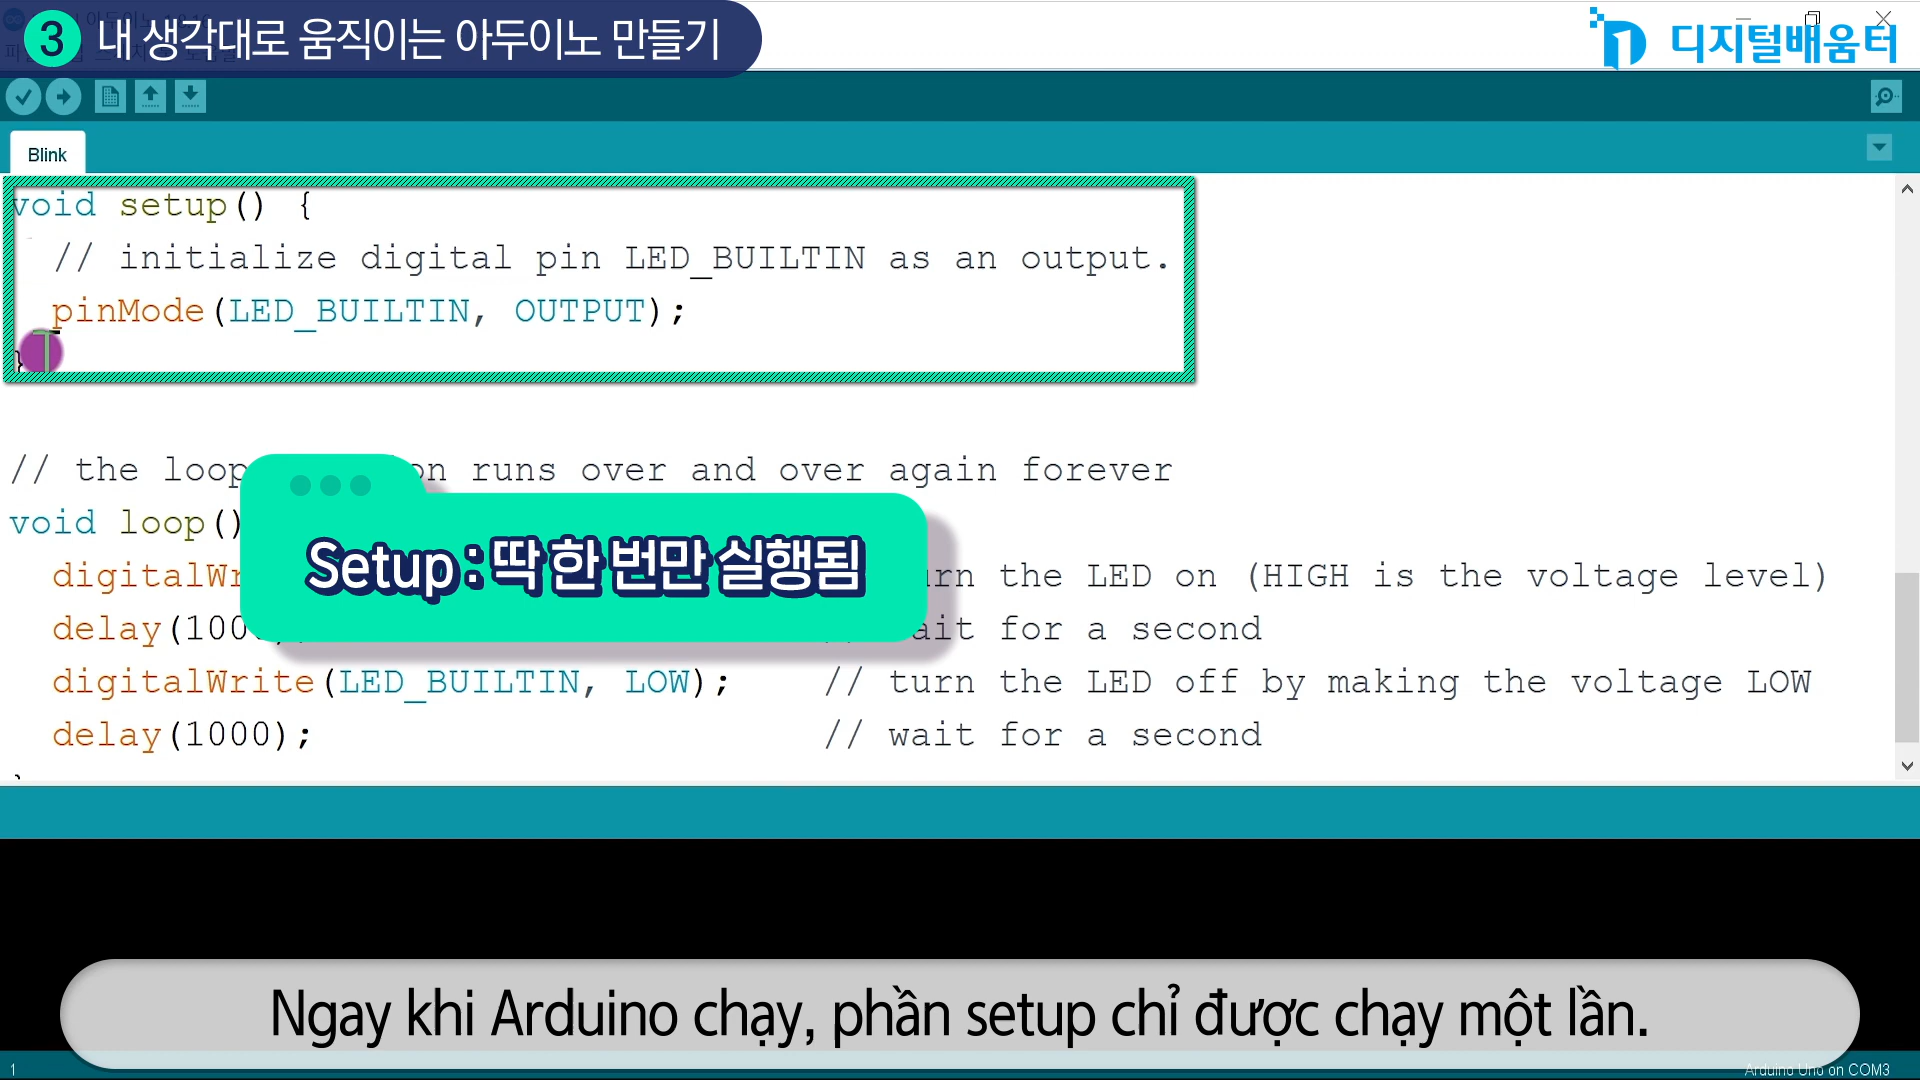 3 내 생각대로 움직이는 아두이노 만들기
디지털배움터
Blink
void setup() {
// initialize digital pin LED_BUILTIN as an output.
pinMode(LED_BUILTIN, OUTPUT);
}
// the loop on runs over and over again forever
void loop()
digitalWr rn the LED on (HIGH is the voltage level)
delay(100 ait for a second
Setup : 딱 한 번만 실행됨
digitalWrite(LED_BUILTIN, LOW); // turn the LED off by making the voltage LOW
delay(1000); // wait for a second
Ngay khi Arduino chạy, phần setup chỉ được chạy một lần.
1
Arduino Uno on COM3